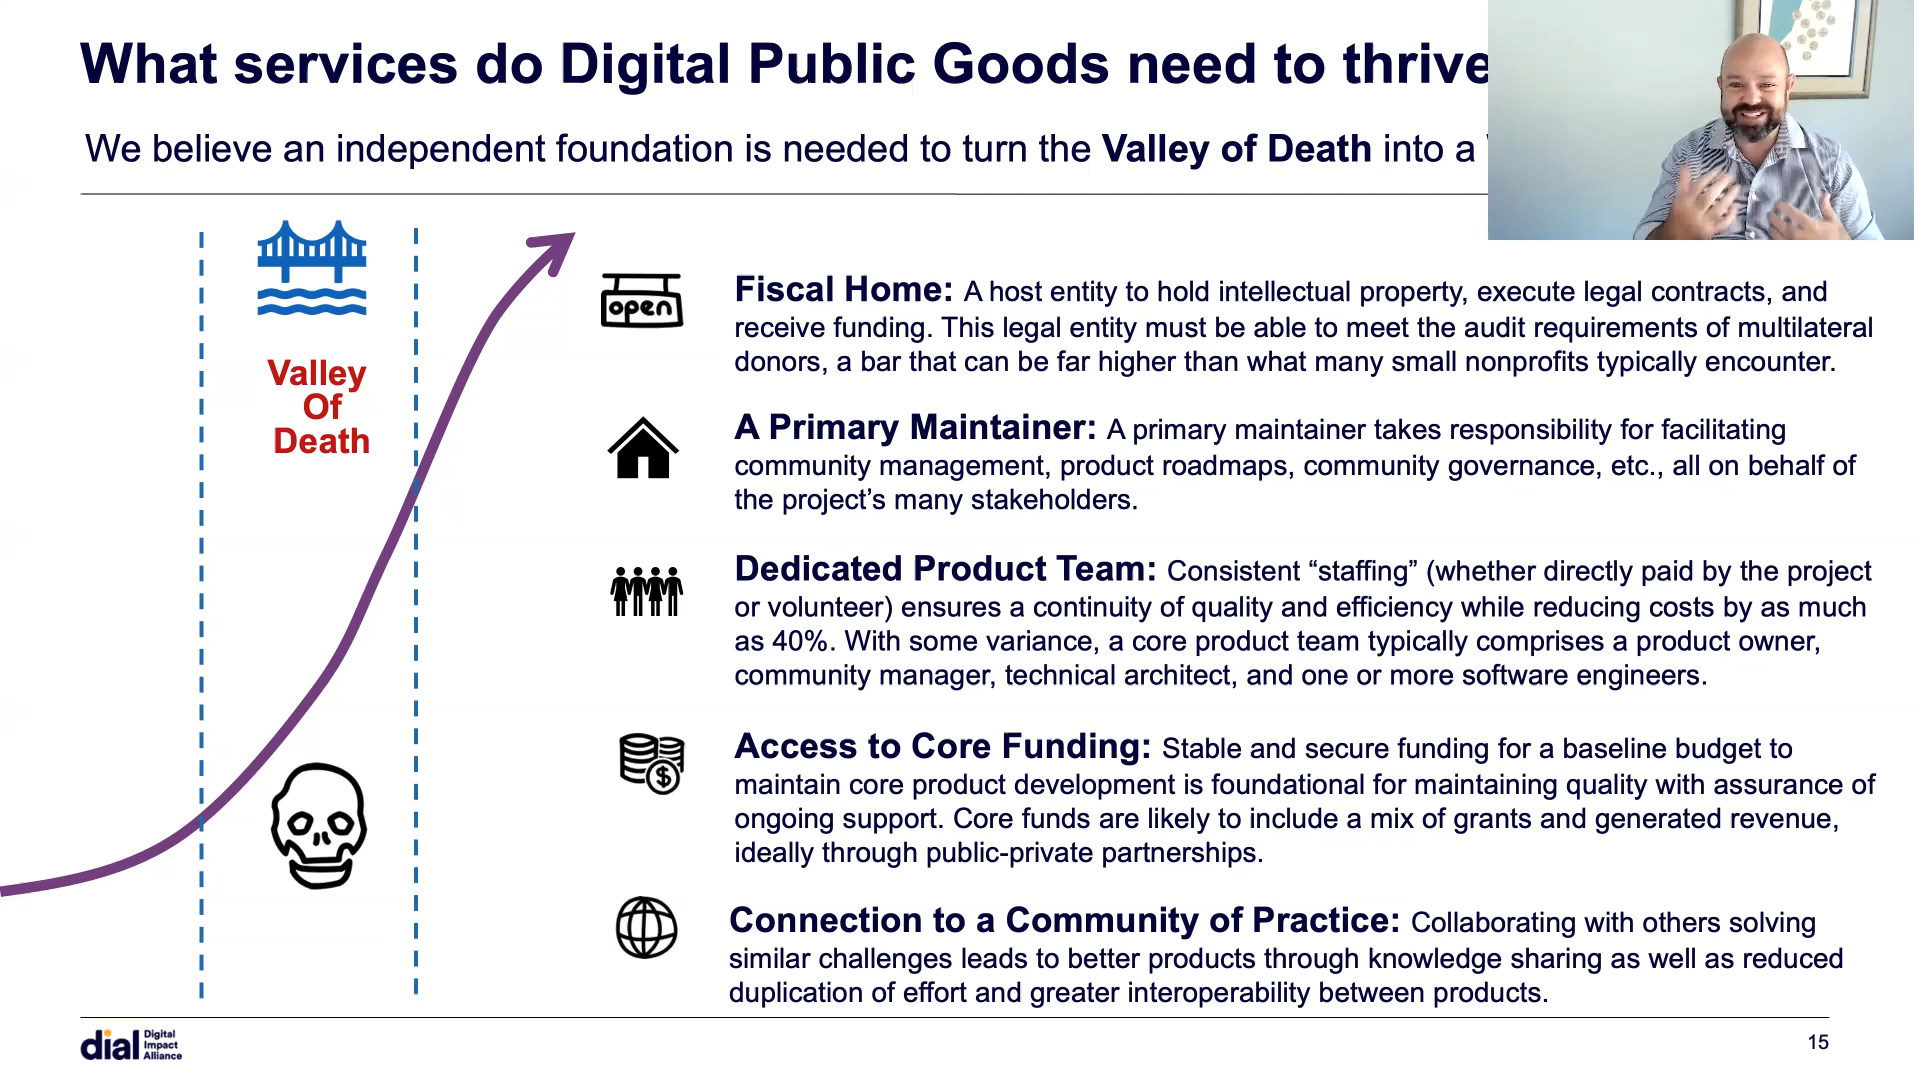 What services do Digital Public Goods need to thrive
We believe an independent foundation is needed to turn the Valley of Death into a
Valley
Of
Death
open
Fiscal Home: A host entity to hold intellectual property, execute legal contracts, and
receive funding. This legal entity must be able to meet the audit requirements of multilateral
donors, a bar that can be far higher than what many small nonprofits typically encounter.
A Primary Maintainer: A primary maintainer takes responsibility for facilitating
community management, product roadmaps, community governance, etc., all on behalf of
the project’s many stakeholders.
Dedicated Product Team: Consistent “staffing” (whether directly paid by the project
or volunteer) ensures a continuity of quality and efficiency while reducing costs by as much
as 40%. With some variance, a core product team typically comprises a product owner,
community manager, technical architect, and one or more software engineers.
$
Access to Core Funding: Stable and secure funding for a baseline budget to
maintain core product development is foundational for maintaining quality with assurance of
ongoing support. Core funds are likely to include a mix of grants and generated revenue,
ideally through public-private partnerships.
Connection to a Community of Practice: Collaborating with others solving
similar challenges leads to better products through knowledge sharing as well as reduced
duplication of effort and greater interoperability between products.
dial Digital
Impact
Alliance
15